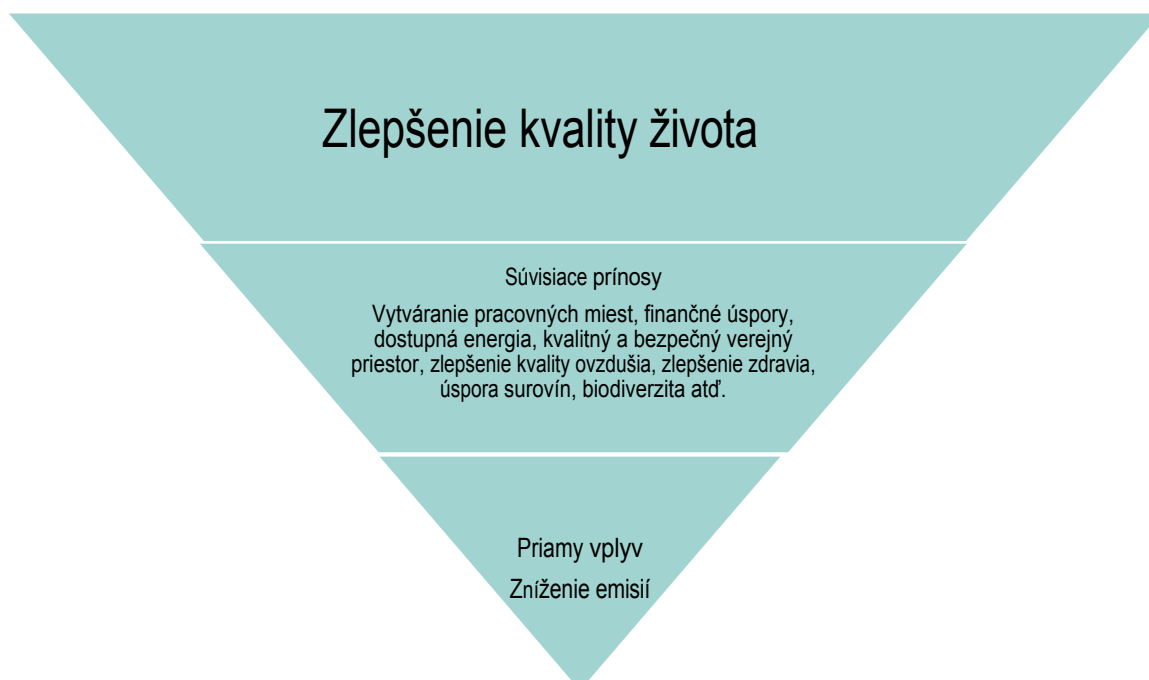 Zlepšenie kvality života
Súvisiace prínosy
Vytváranie pracovných miest, finančné úspory,
dostupná energia, kvalitný a bezpečný verejný
priestor, zlepšenie kvality ovzdušia, zlepšenie zdravia,
úspora surovín, biodiverzita atď.
Priamy vplyv
Zníženie emisií